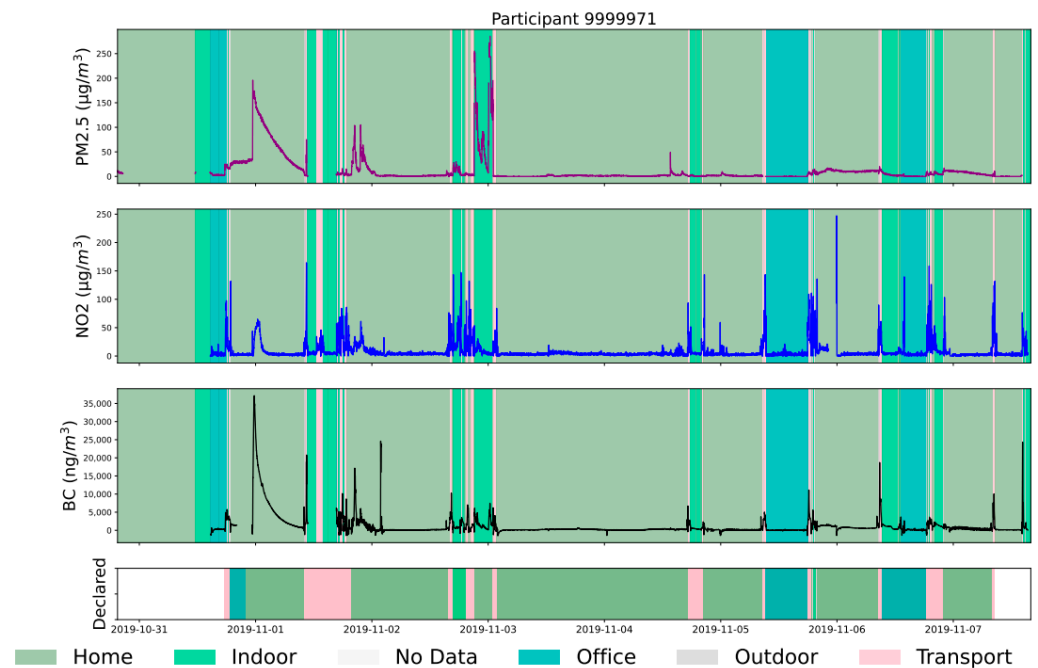 Participant 9999971
PM2.5 (μg/m³)
250
200
150
100
50
0
NO2 (μg/m³)
250
200
150
100
50
0
BC (ng/m³)
35,000
30,000
25,000
20,000
15,000
10,000
5,000
0
Declared
2019-10-31 2019-11-01 2019-11-02 2019-11-03 2019-11-04 2019-11-05 2019-11-06 2019-11-07
Home Indoor No Data Office Outdoor Transport